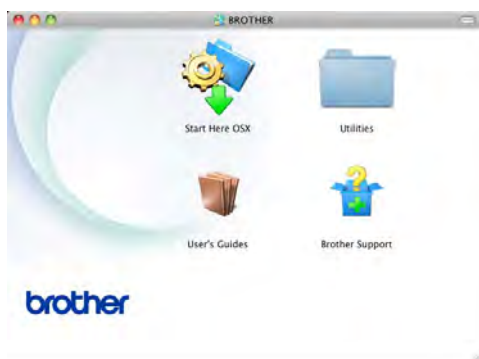 BROTHER
Start Here OSX
Utilities
User's Guides
Brother Support
brother